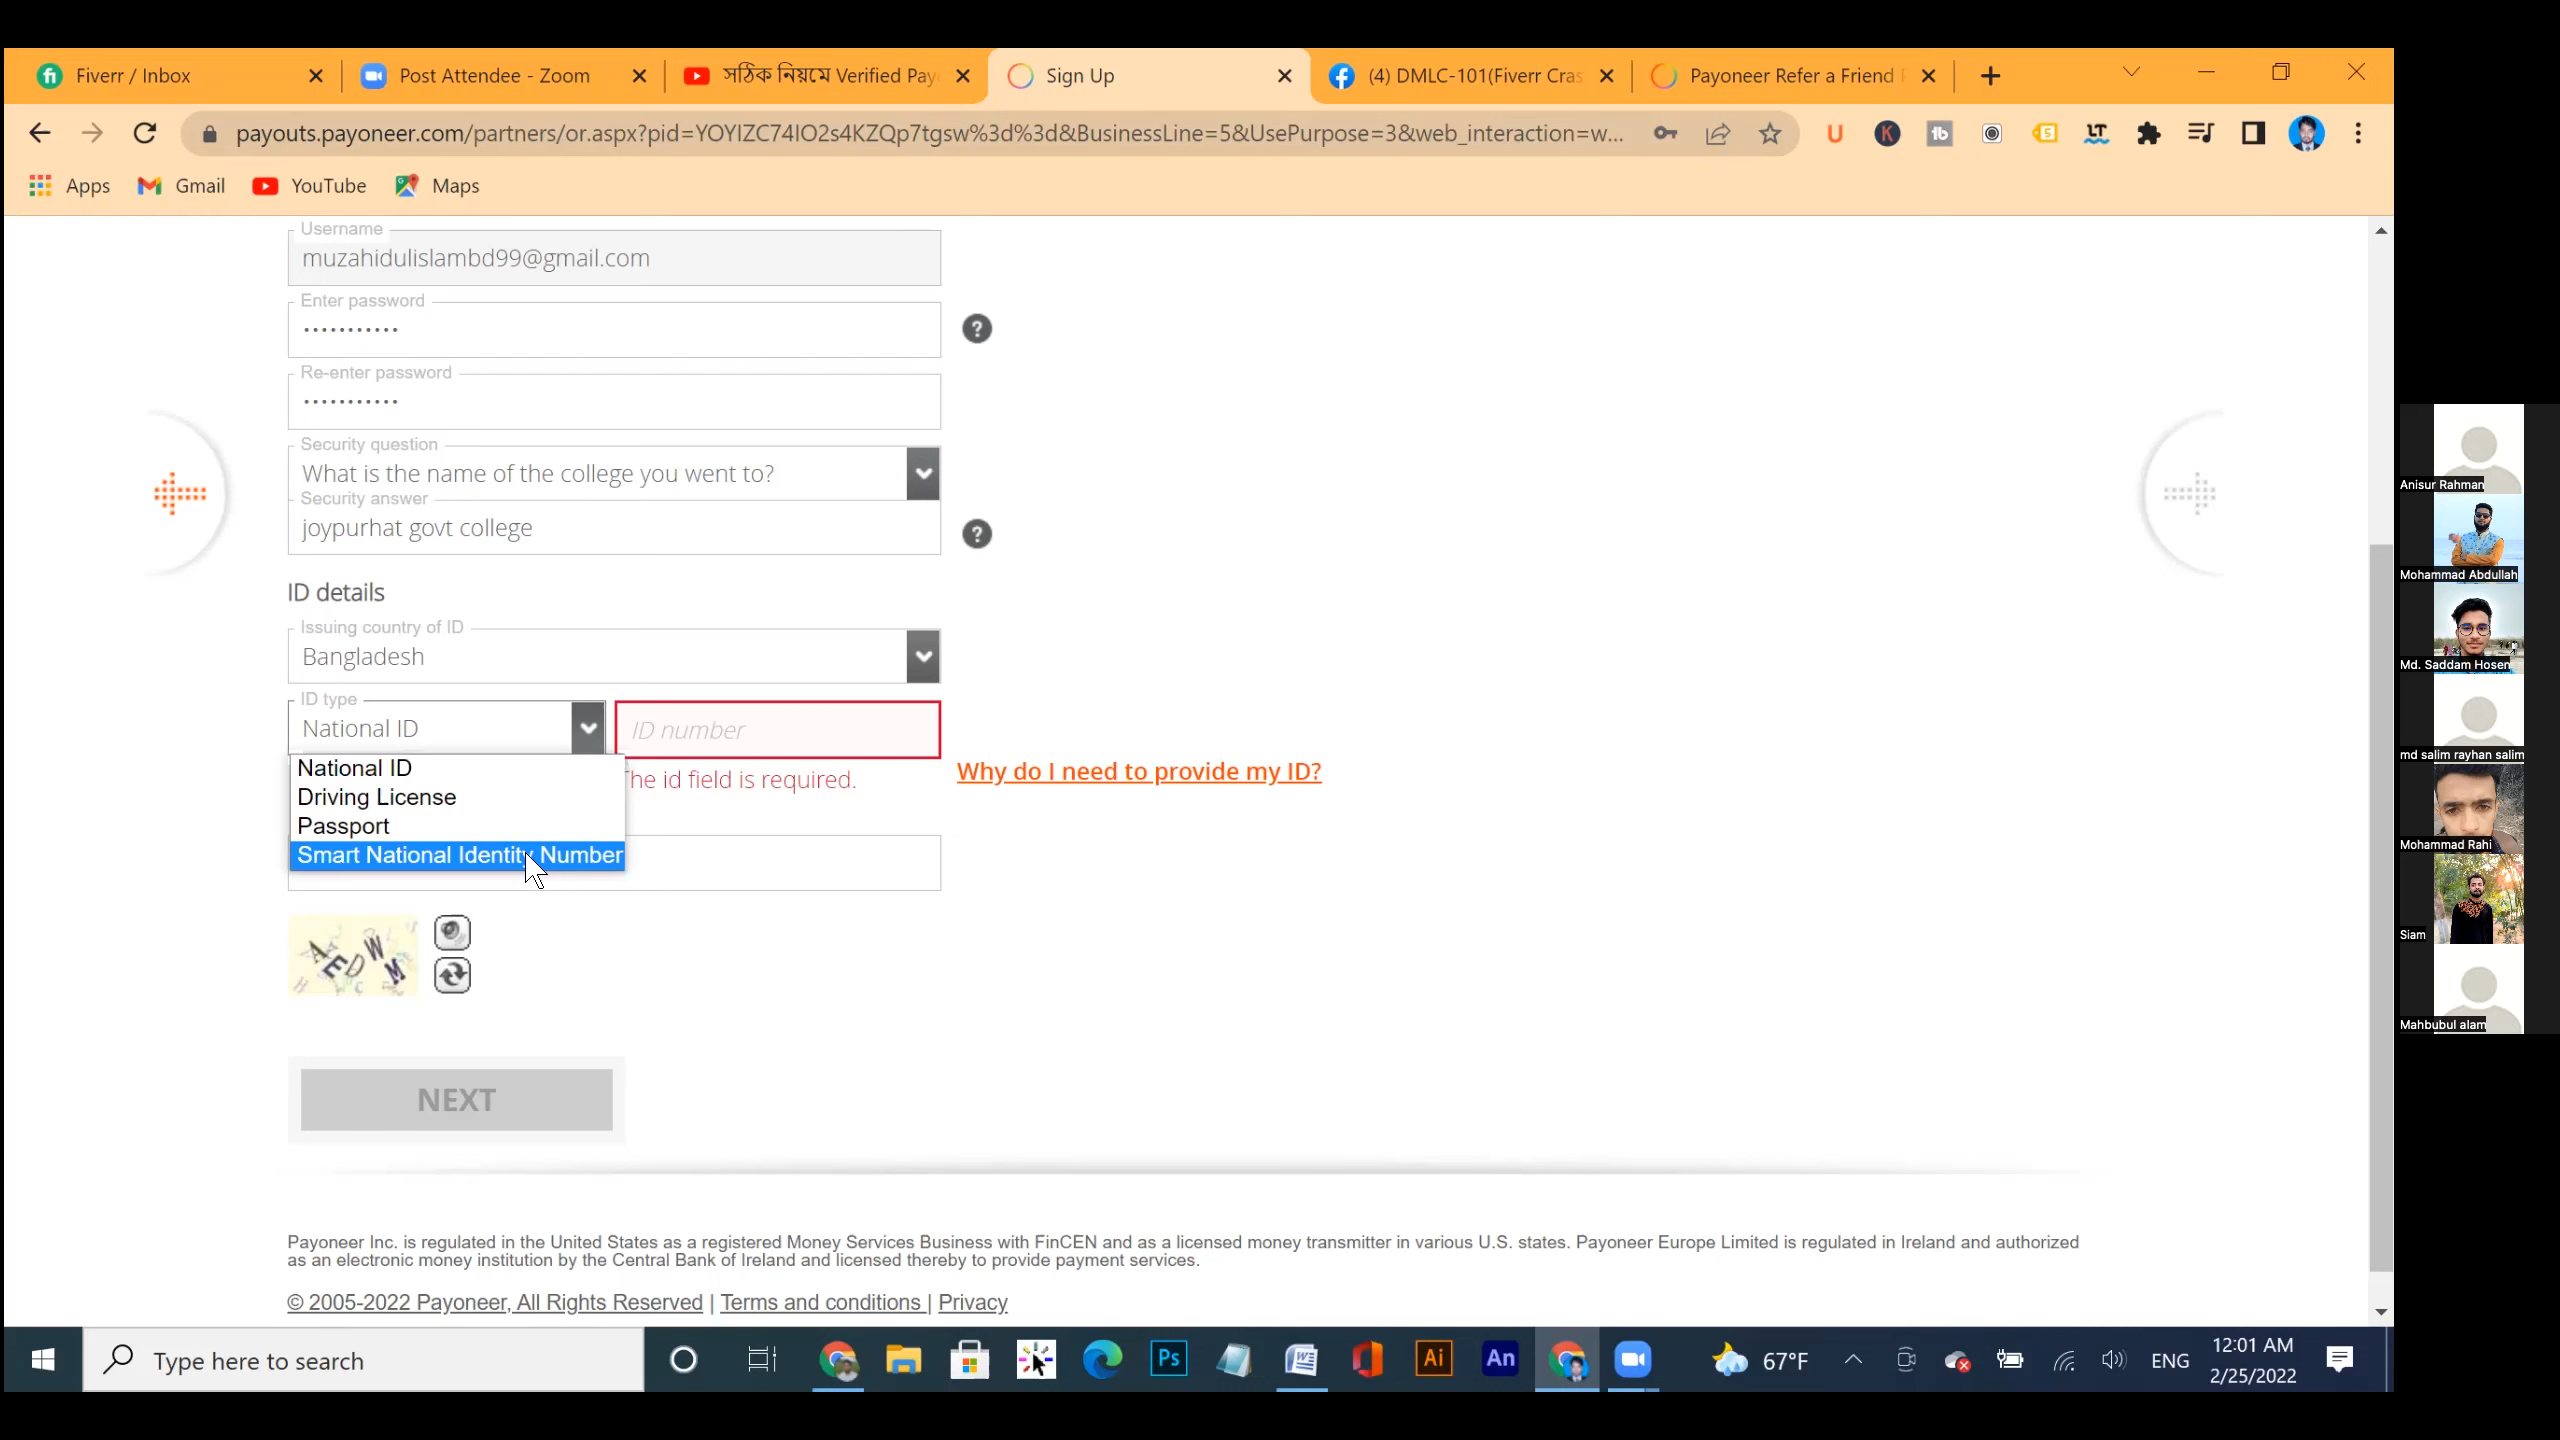 Fiverr / Inbox
Post Attendee - Zoom
সঠিক নিয়মে Verified Pay
Sign Up
(4) DMLC-101(Fiverr Cras
Payoneer Refer a Friend
payouts.payoneer.com/partners/or.aspx?pid=YOYIZC74IO2s4KZQp7tgsw%3d%3d&BusinessLine=5&UsePurpose=3&web_interaction=w...
Apps
Gmail
YouTube
Maps
Username
muzahidulislambd99@gmail.com
Enter password
•••••••••••
Re-enter password
•••••••••••
Security question
What is the name of the college you went to?
Security answer
joypurhat govt college
ID details
Issuing country of ID
Bangladesh
ID type
National ID
ID number
National ID
Driving License
Passport
Smart National Identity Number
he id field is required.
Why do I need to provide my ID?
A E D W M
NEXT
Payoneer Inc. is regulated in the United States as a registered Money Services Business with FinCEN and as a licensed money transmitter in various U.S. states. Payoneer Europe Limited is regulated in Ireland and authorized
as an electronic money institution by the Central Bank of Ireland and licensed thereby to provide payment services.
© 2005-2022 Payoneer, All Rights Reserved | Terms and conditions | Privacy
Anisur Rahman
Mohammad Abdullah
Md. Saddam Hosen
md salim rayhan salim
Mohammad Rahi
Siam
Mahbubul alam
Type here to search
Ps
Ai
An
67°F
ENG
12:01 AM
2/25/2022